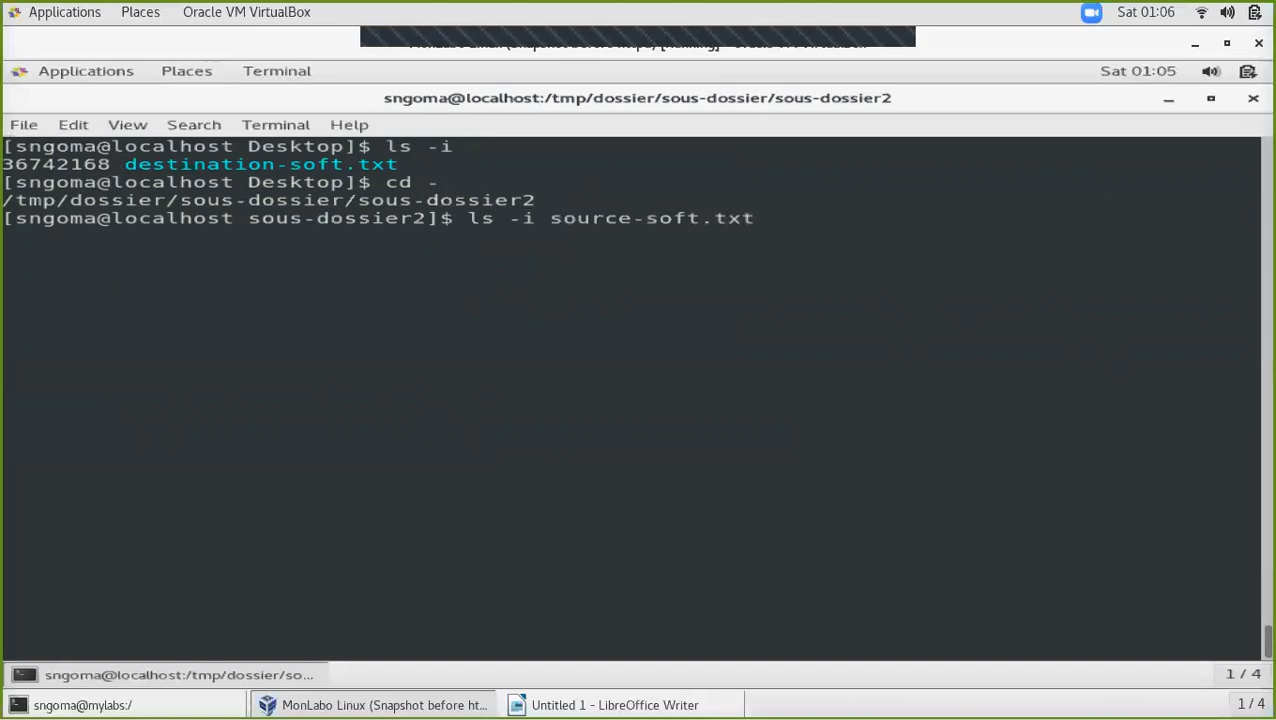 Applications Places Oracle VM VirtualBox Sat 01:06
Applications Places Terminal Sat 01:05
sngoma@localhost:/tmp/dossier/sous-dossier/sous-dossier2
File Edit View Search Terminal Help
[sngoma@localhost Desktop]$ ls -i
36742168 destination-soft.txt
[sngoma@localhost Desktop]$ cd -
/tmp/dossier/sous-dossier/sous-dossier2
[sngoma@localhost sous-dossier2]$ ls -i source-soft.txt
sngoma@localhost:/tmp/dossier/so... 1 / 4
sngoma@mylabs:/ MonLabo Linux (Snapshot before ht... Untitled 1 - LibreOffice Writer 1 / 4